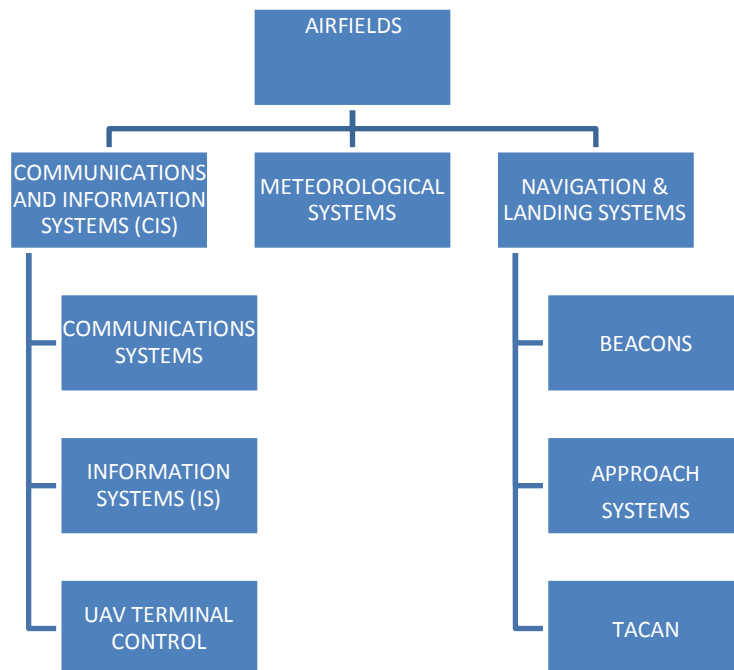 AIRFIELDS
COMMUNICATIONS
AND INFORMATION
SYSTEMS (CIS)
METEOROLOGICAL
SYSTEMS
NAVIGATION &
LANDING SYSTEMS
COMMUNICATIONS
SYSTEMS
INFORMATION
SYSTEMS (IS)
UAV TERMINAL
CONTROL
BEACONS
APPROACH
SYSTEMS
TACAN